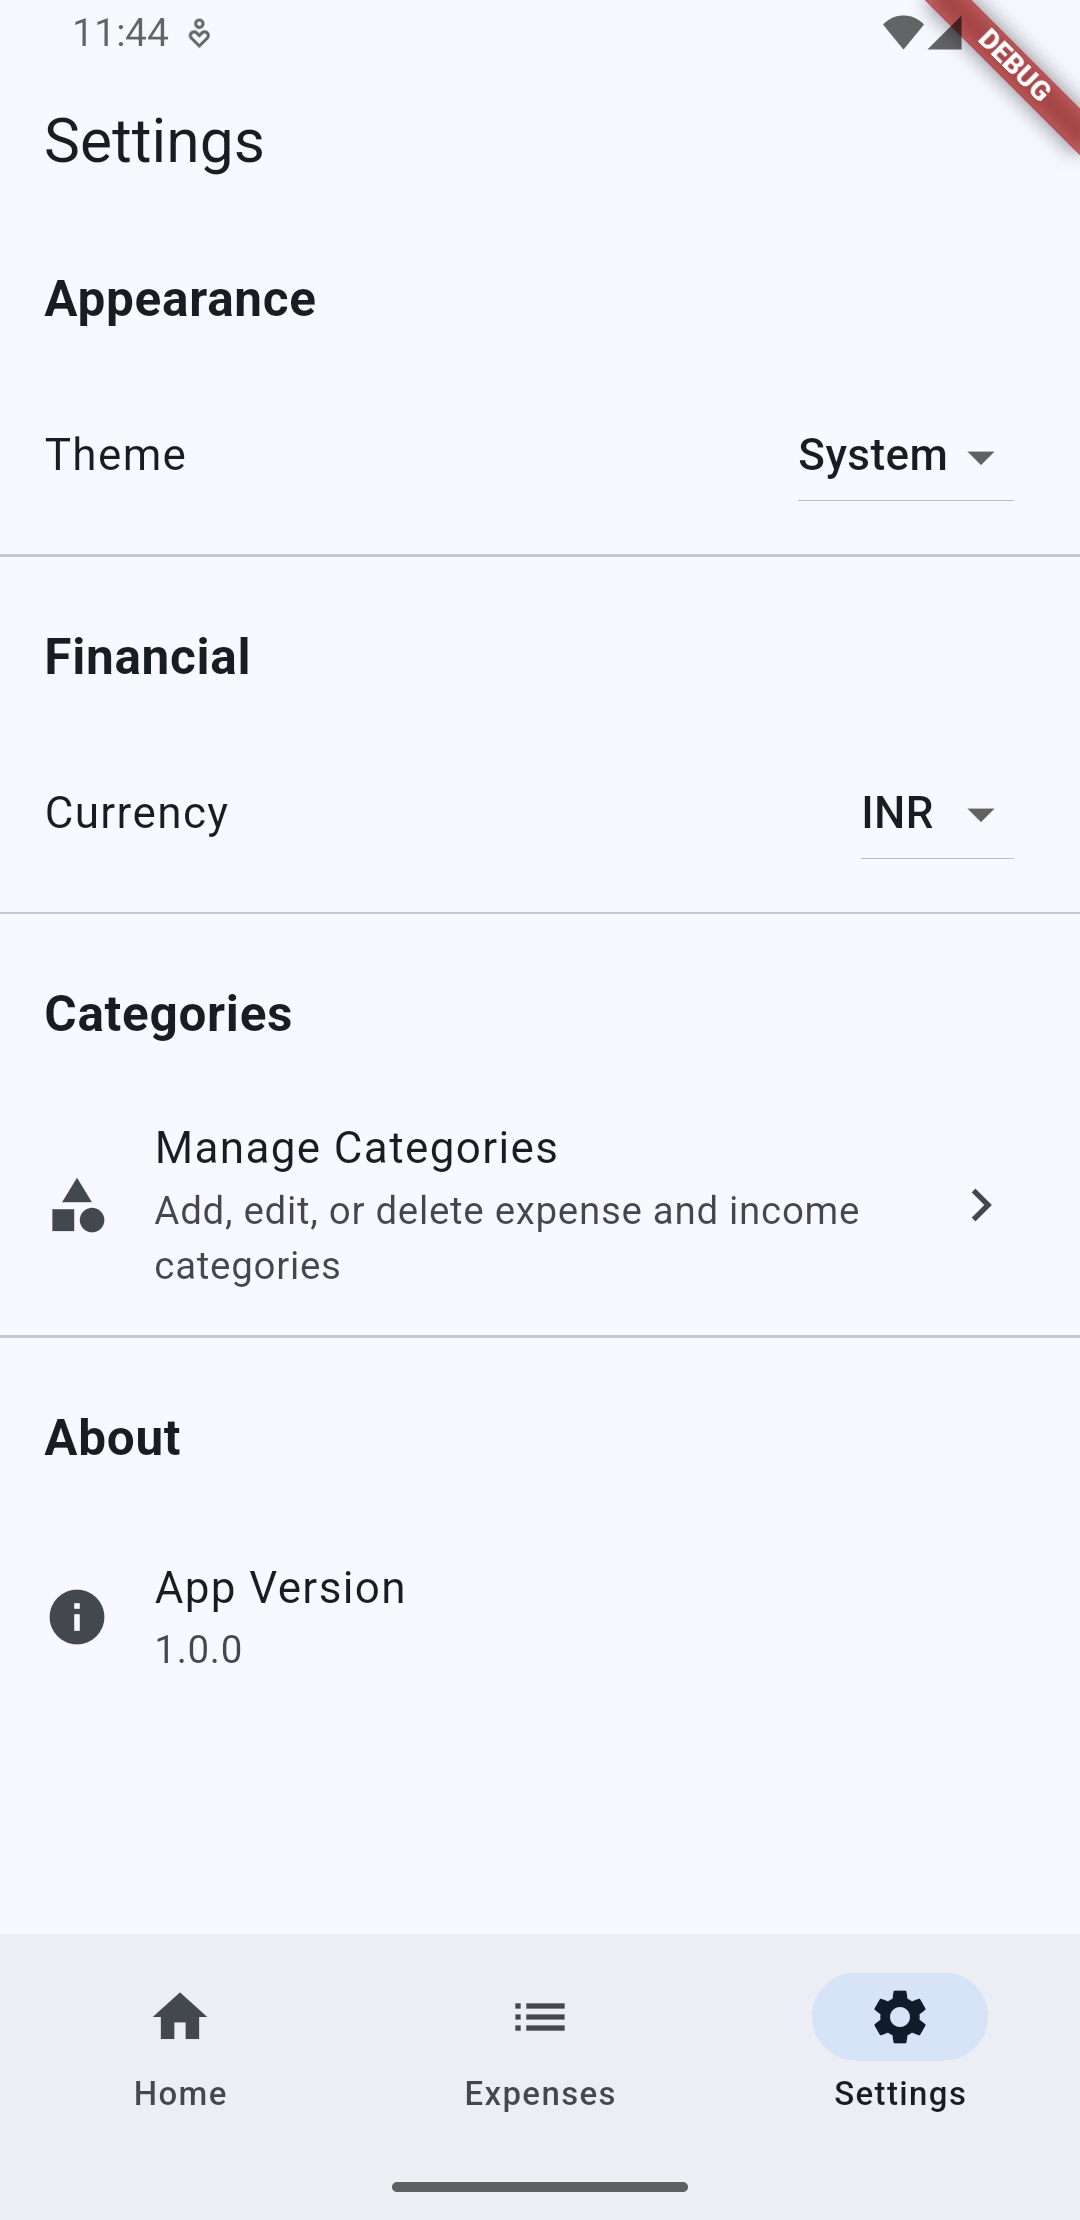 11:44
DEBUG
Settings
Appearance
Theme
System
Financial
Currency
INR
Categories
Manage Categories
Add, edit, or delete expense and income
categories
About
App Version
1.0.0
Home
Expenses
Settings